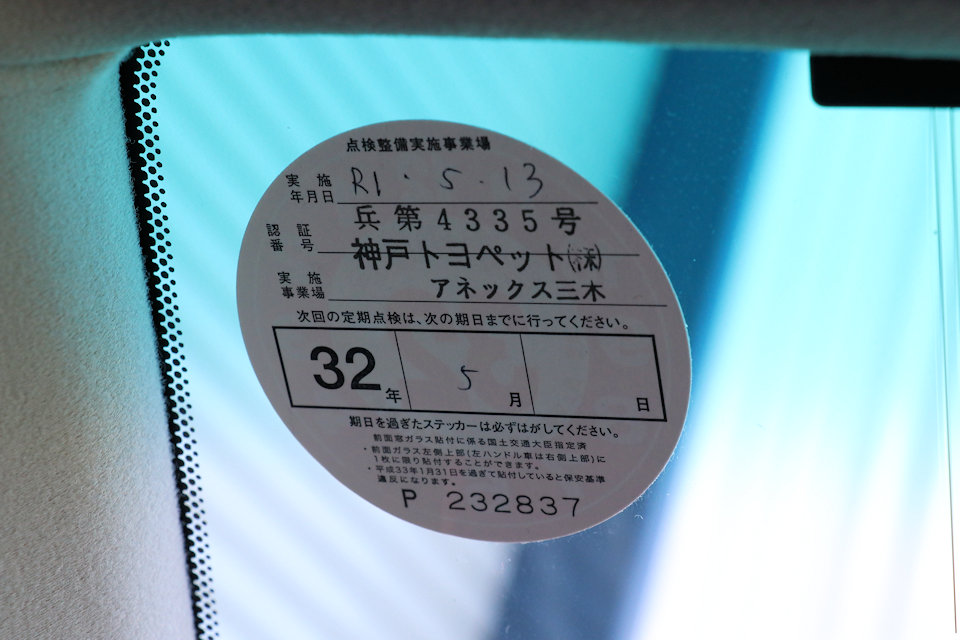 点検整備実施事業場
実施年月日 R1・5・13
認証番号 兵第4335号
神戸トヨペット㈱
実施事業場 アネックス三木
次回の定期点検は、次の期日までに行ってください。
32年 5月 日
期日を過ぎたステッカーは必ずはがしてください。
前面窓ガラス貼付に係る国土交通大臣指定済
・前面ガラス左側上部(左ハンドル車は右側上部)に
1枚に限り貼付することができます。
・平成33年1月31日を過ぎて貼付していると保安基準
違反になります。
P 232837